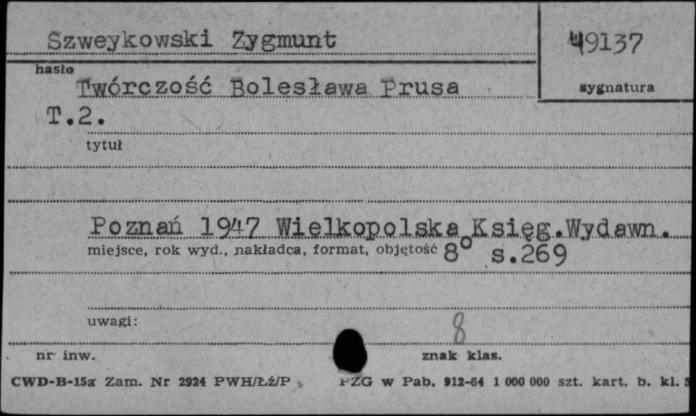 Szweykowski Zygmunt
49137
hasło
sygnatura
Twórczość Bolesława Prusa
T.2.
tytuł
Poznań 1947 Wielkopolska Księg.Wydawn.
miejsce, rok wyd., nakładca, format, objętość 8° s.269
uwagi:
8
nr inw.
znak klas.
CWD-B-15a Zam. Nr 2924 PWH/Łż/P PZG w Pab. 912-64 1 000 000 szt. kart. b. kl.